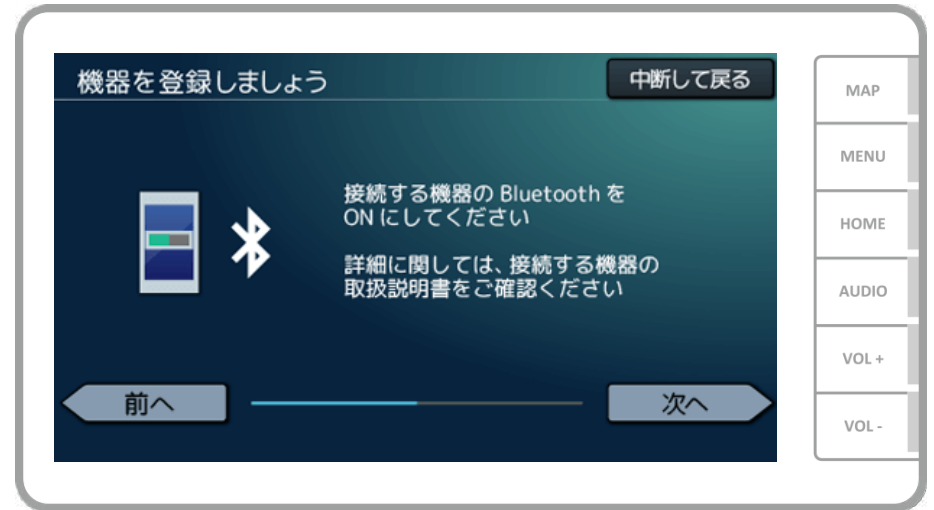 機器を登録しましょう
中断して戻る
接続する機器の Bluetooth を
ON にしてください
詳細に関しては、接続する機器の
取扱説明書をご確認ください
前へ
次へ
MAP
MENU
HOME
AUDIO
VOL +
VOL -